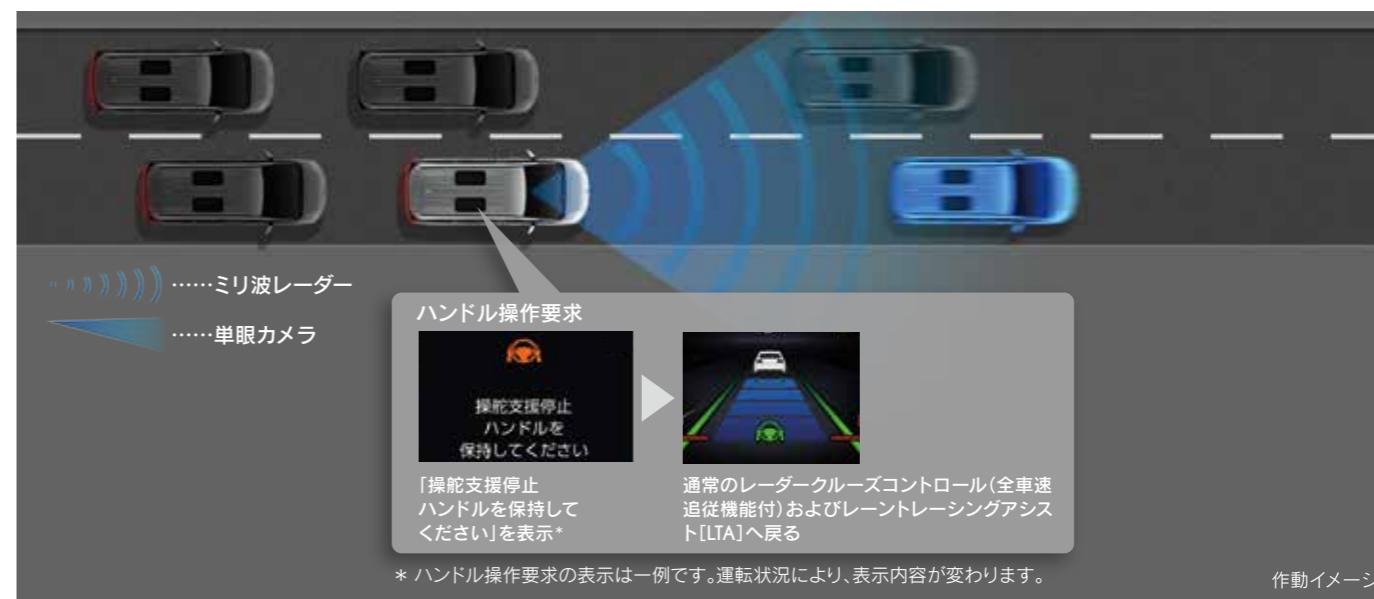 ……ミリ波レーダー
……単眼カメラ
ハンドル操作要求
操舵支援停止
ハンドルを
保持してください
「操舵支援停止
ハンドルを保持して
ください」を表示*
通常のレーダークルーズコントロール(全車速
追従機能付)およびレーントレーシングアシス
ト[LTA]へ戻る
* ハンドル操作要求の表示は一例です。運転状況により、表示内容が変わります。
作動イメージ